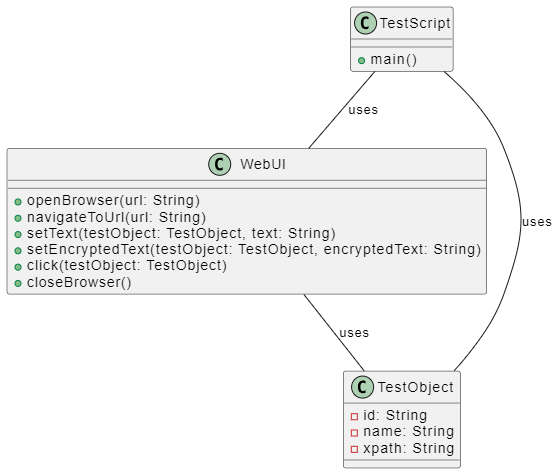 C TestScript
main()
uses
C WebUI
openBrowser(url: String)
navigateToUrl(url: String)
setText(testObject: TestObject, text: String)
setEncryptedText(testObject: TestObject, encryptedText: String)
click(testObject: TestObject)
closeBrowser()
uses
uses
C TestObject
id: String
name: String
xpath: String